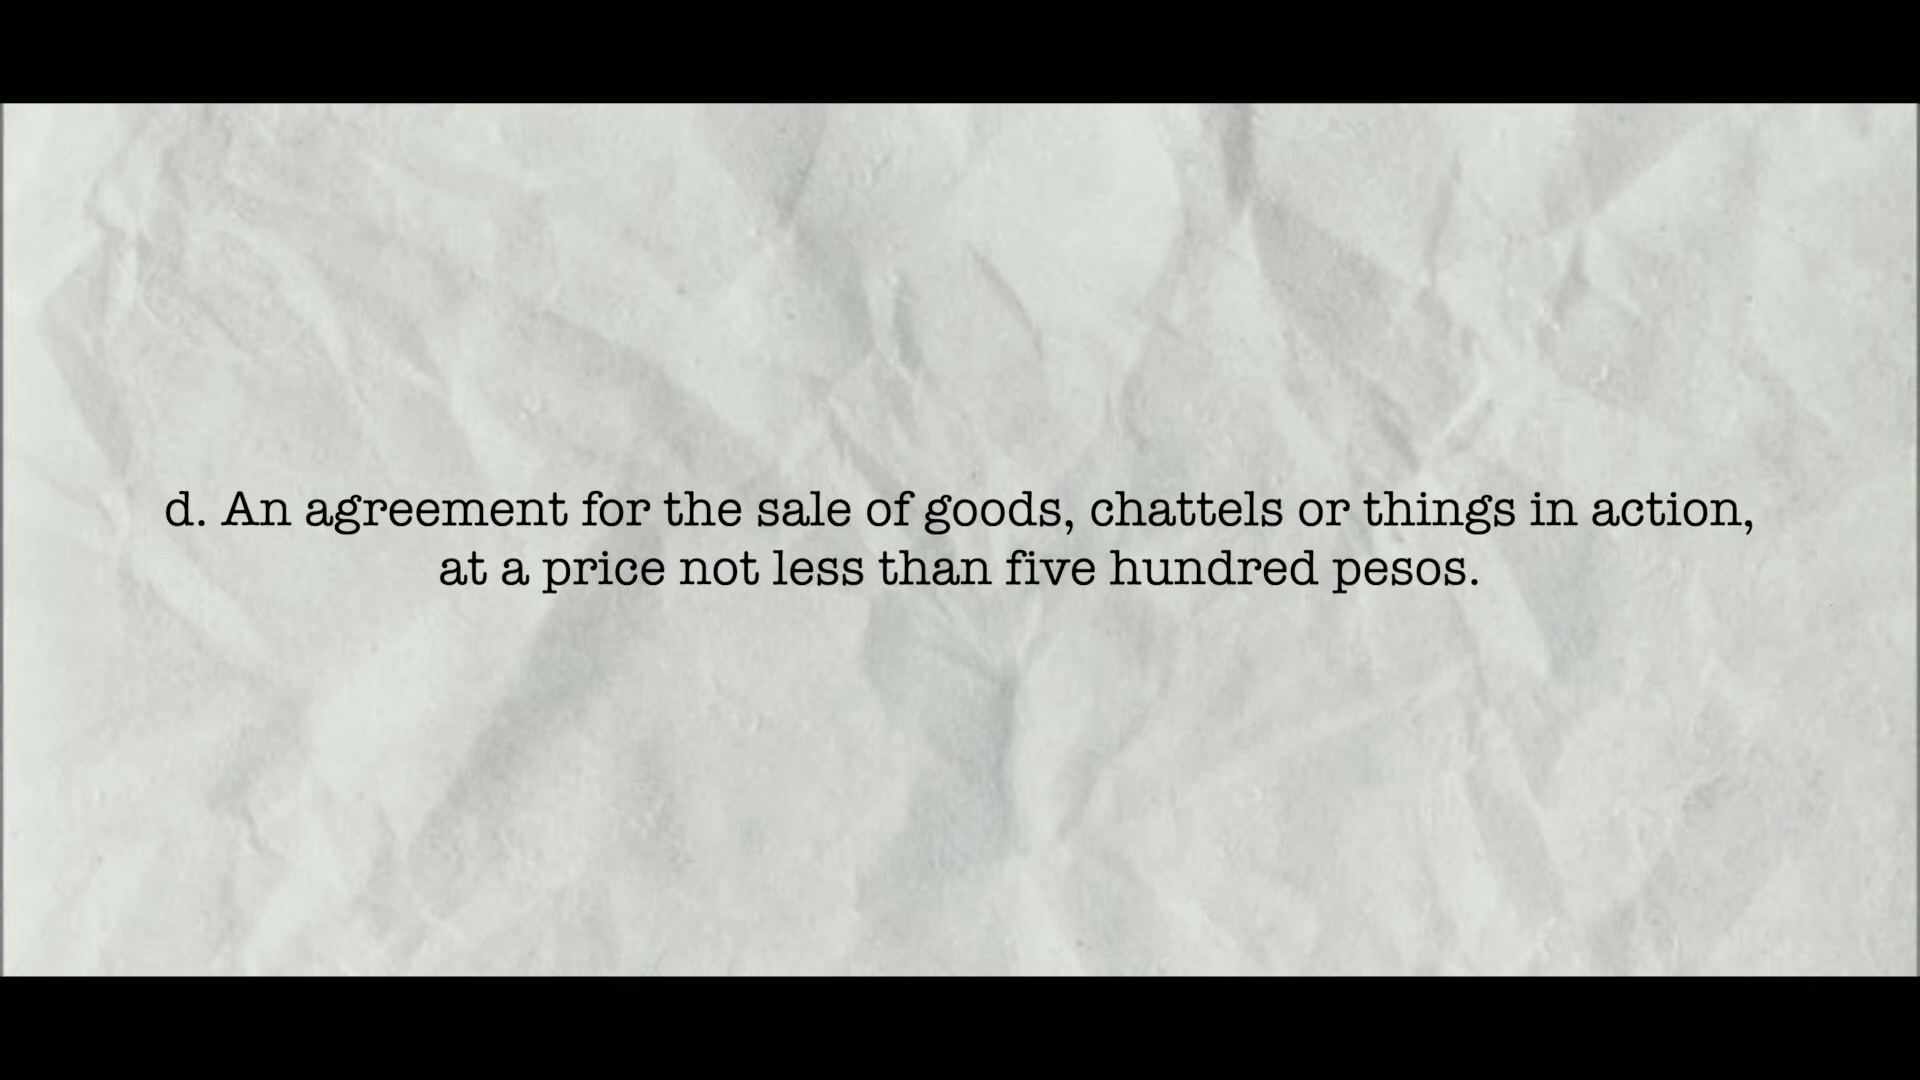 d. An agreement for the sale of goods, chattels or things in action,
at a price not less than five hundred pesos.